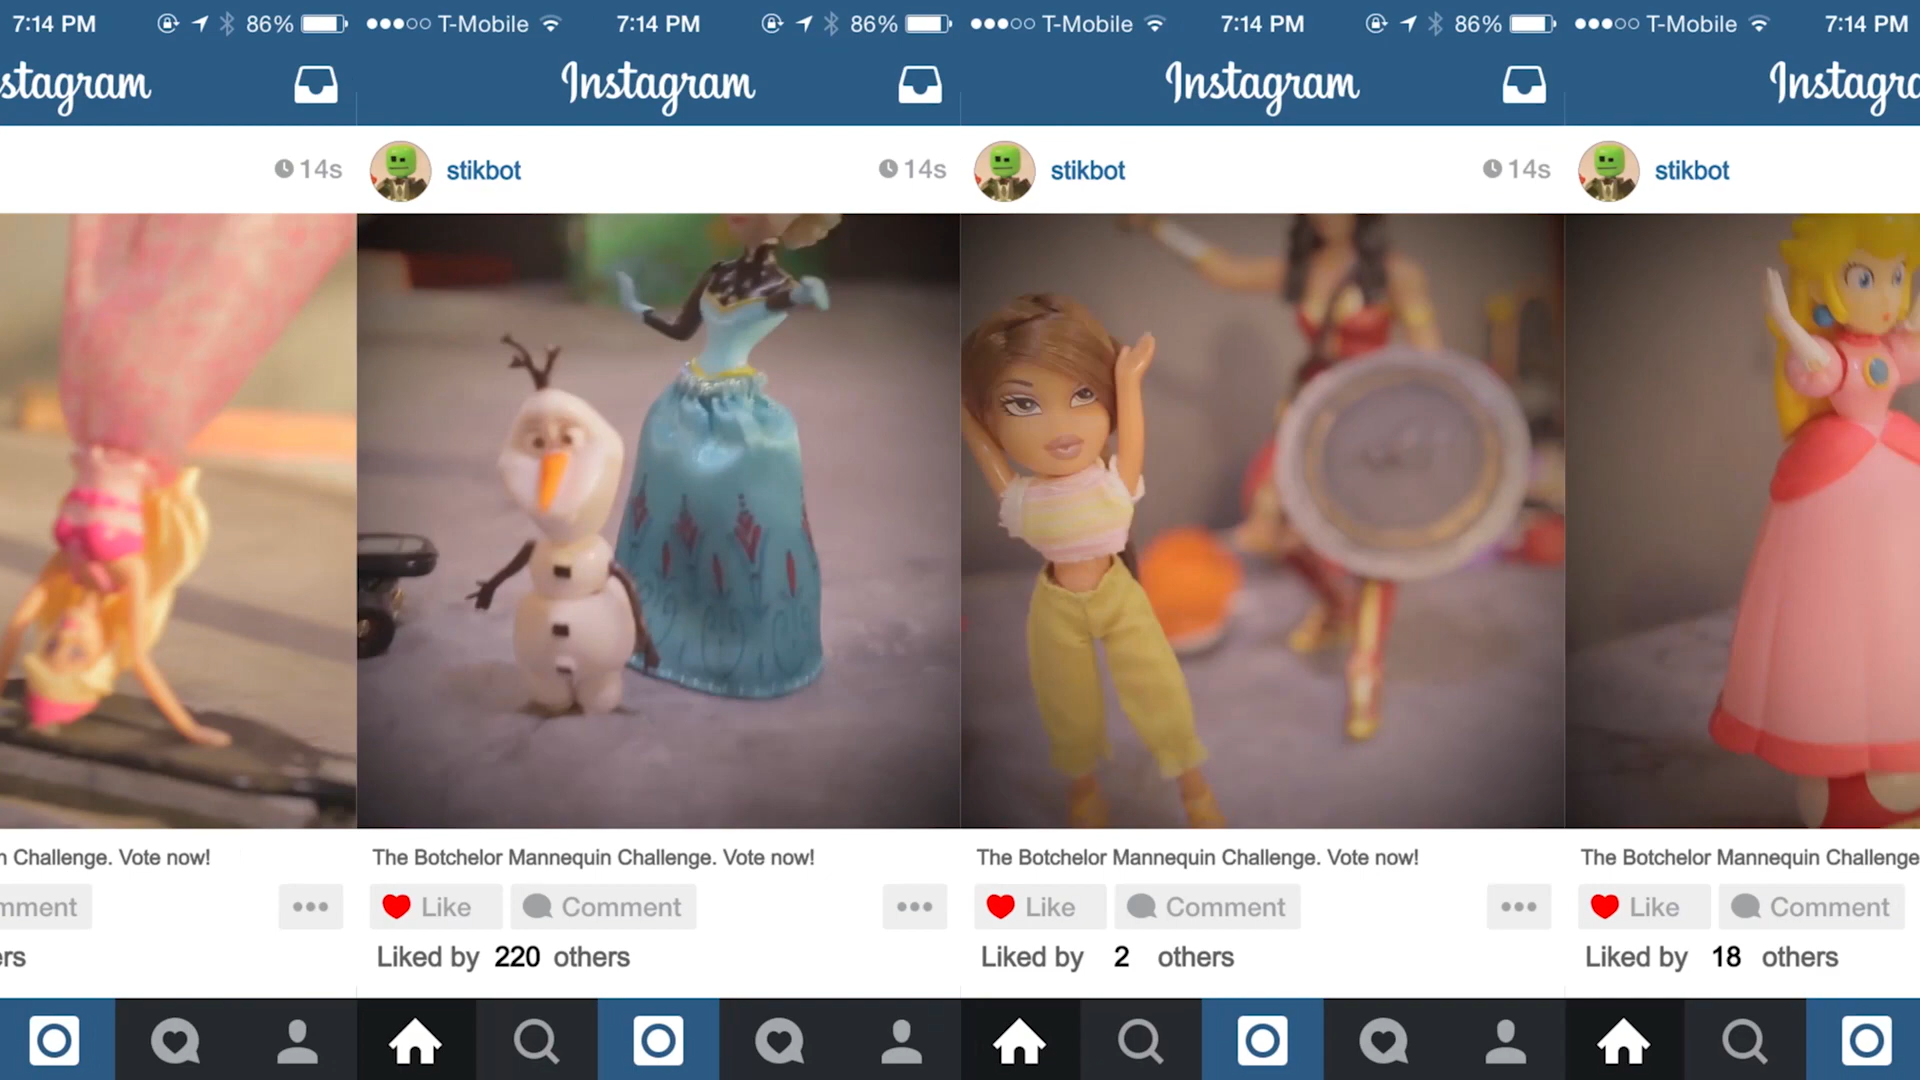 7:14 PM 86% T-Mobile 7:14 PM 86% T-Mobile 7:14 PM 86% T-Mobile 7:14 PM
stagram Instagram Instagram Instagra
14s stikbot 14s stikbot 14s stikbot
n Challenge. Vote now! The Botchelor Mannequin Challenge. Vote now! The Botchelor Mannequin Challenge. Vote now! The Botchelor Mannequin Challenge
mment Like Comment Like Comment Like Comment
ers Liked by 220 others Liked by 2 others Liked by 18 others